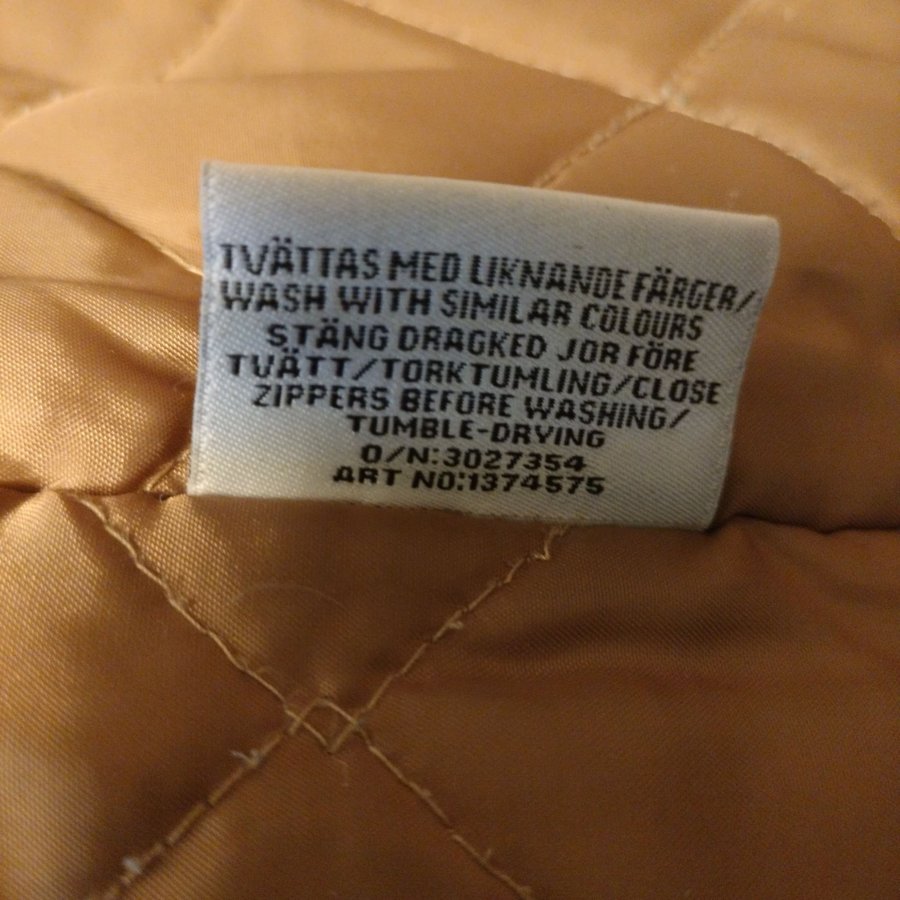 TVÄTTAS MED LIKNANDE FÄRGER/
WASH WITH SIMILAR COLOURS
STÄNG DRAGKED JOR FÖRE
TVÄTT/TORKTUMLING/CLOSE
ZIPPERS BEFORE WASHING/
TUMBLE-DRYING
O/N:3027354
ART NO:1374575